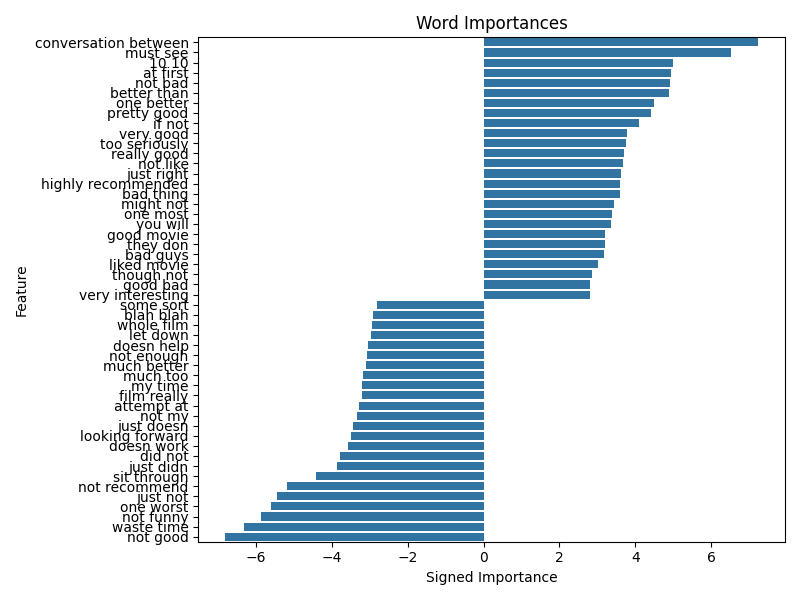 Word Importances
conversation between
must see
10 10
at first
not bad
better than
one better
pretty good
if not
very good
too seriously
really good
not like
just right
highly recommended
bad thing
might not
one most
you will
good movie
they don
bad guys
liked movie
though not
good bad
very interesting
some sort
blah blah
whole film
let down
doesn help
not enough
much better
much too
my time
film really
attempt at
not my
just doesn
looking forward
doesn work
did not
just didn
sit through
not recommend
just not
one worst
not funny
waste time
not good
Feature
−6 −4 −2 0 2 4 6
Signed Importance